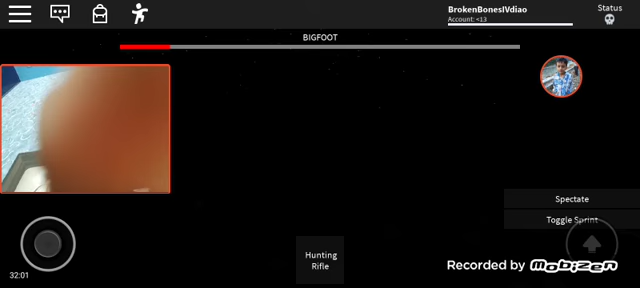 BrokenBonesIVdiao
Account: <13
Status
BIGFOOT
Spectate
Toggle Sprint
Hunting
Rifle
Recorded by mobizen
32:01